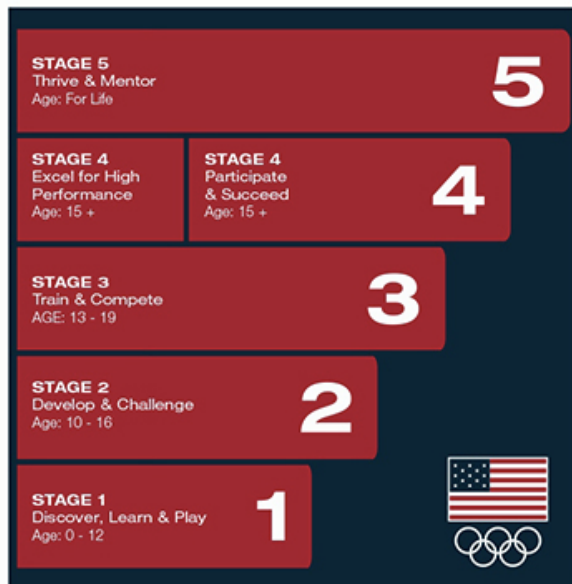 STAGE 5
Thrive & Mentor
Age: For Life
5
STAGE 4
Excel for High
Performance
Age: 15 +
STAGE 4
Participate
& Succeed
Age: 15 +
4
STAGE 3
Train & Compete
AGE: 13 - 19
3
STAGE 2
Develop & Challenge
Age: 10 - 16
2
STAGE 1
Discover, Learn & Play
Age: 0 - 12
1